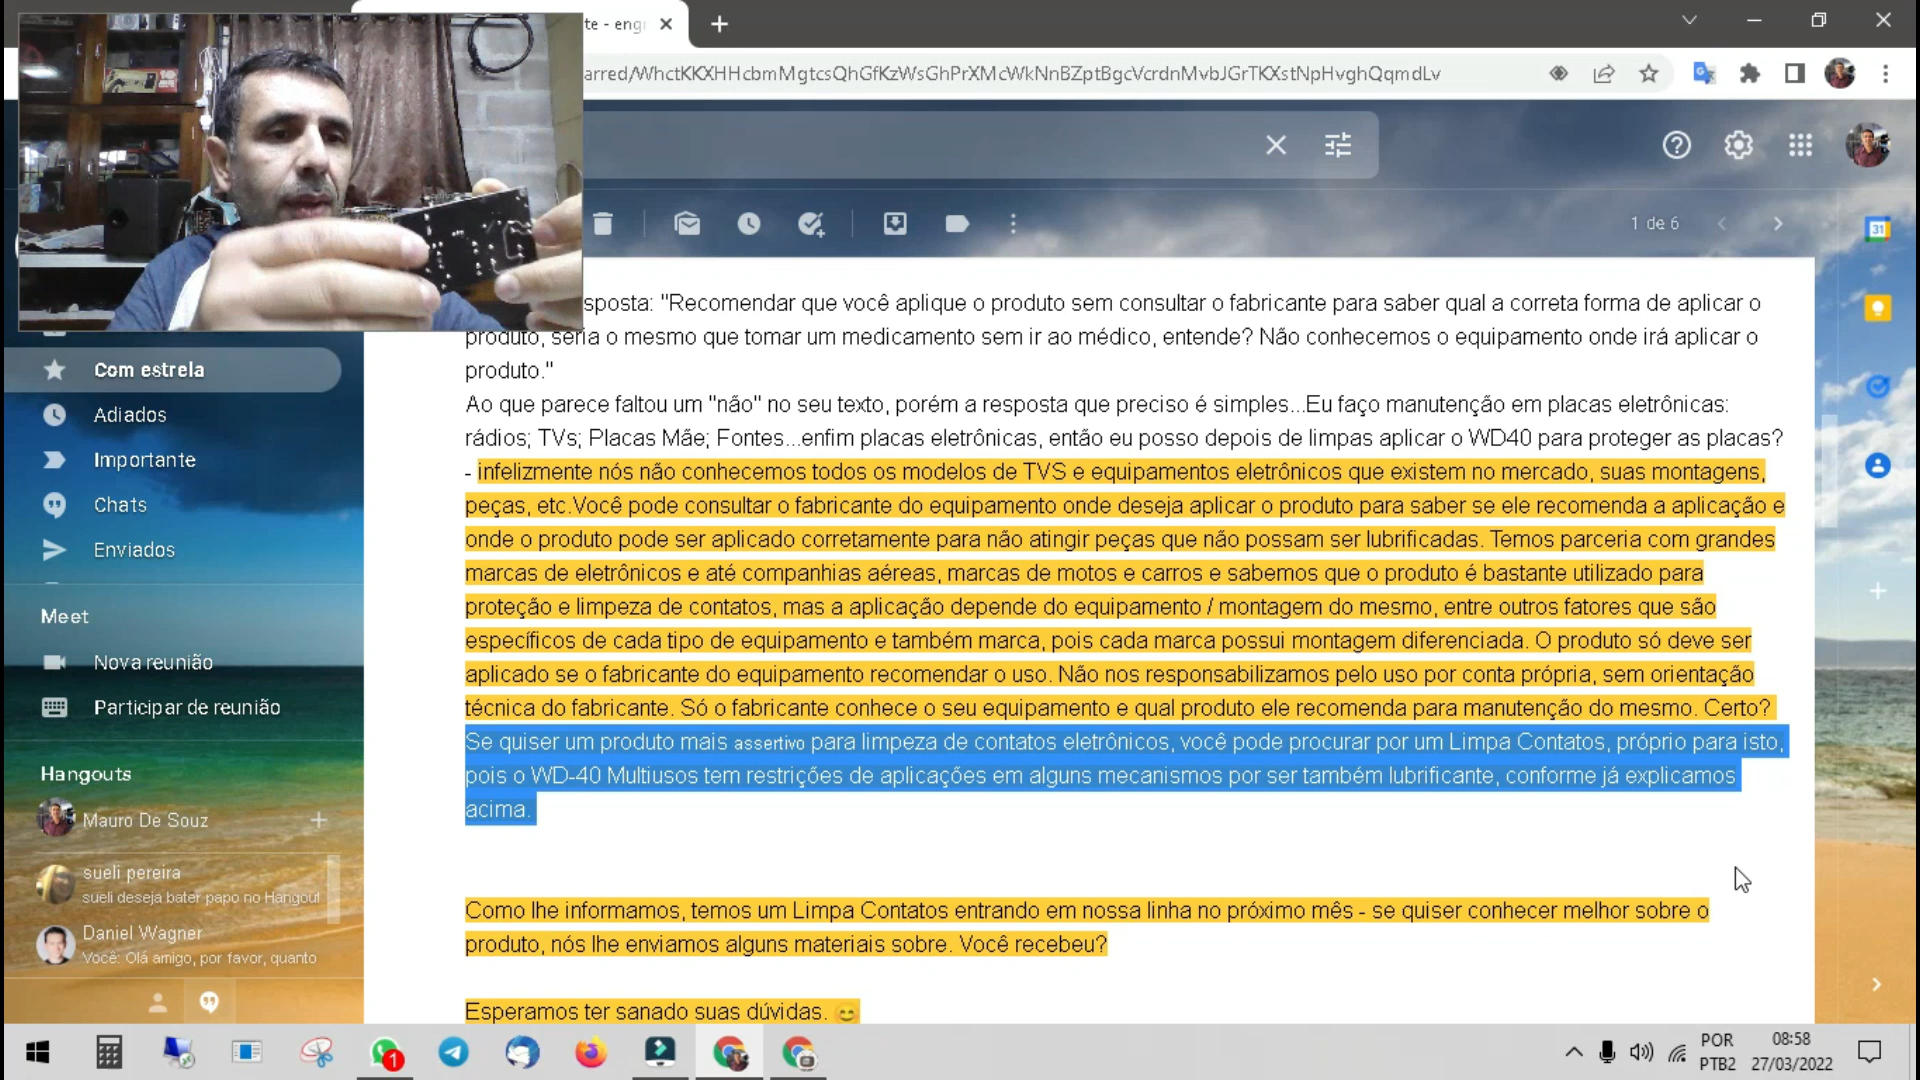 te - eng
arred/WhctKKXHHcbmMgtcsQhGfKzWsGhPrXMcWkNnBZptBgcVcrdnMvbJGrTKXstNpHvghQqmdLv
1 de 6
31
sposta: "Recomendar que você aplique o produto sem consultar o fabricante para saber qual a correta forma de aplicar o
produto, seria o mesmo que tomar um medicamento sem ir ao médico, entende? Não conhecemos o equipamento onde irá aplicar o
produto."
Ao que parece faltou um "não" no seu texto, porém a resposta que preciso é simples...Eu faço manutenção em placas eletrônicas:
rádios; TVs; Placas Mãe; Fontes...enfim placas eletrônicas, então eu posso depois de limpas aplicar o WD40 para proteger as placas?
- infelizmente nós não conhecemos todos os modelos de TVS e equipamentos eletrônicos que existem no mercado, suas montagens,
peças, etc.Você pode consultar o fabricante do equipamento onde deseja aplicar o produto para saber se ele recomenda a aplicação e
onde o produto pode ser aplicado corretamente para não atingir peças que não possam ser lubrificadas. Temos parceria com grandes
marcas de eletrônicos e até companhias aéreas, marcas de motos e carros e sabemos que o produto é bastante utilizado para
proteção e limpeza de contatos, mas a aplicação depende do equipamento / montagem do mesmo, entre outros fatores que são
específicos de cada tipo de equipamento e também marca, pois cada marca possui montagem diferenciada. O produto só deve ser
aplicado se o fabricante do equipamento recomendar o uso. Não nos responsabilizamos pelo uso por conta própria, sem orientação
técnica do fabricante. Só o fabricante conhece o seu equipamento e qual produto ele recomenda para manutenção do mesmo. Certo?
Se quiser um produto mais assertivo para limpeza de contatos eletrônicos, você pode procurar por um Limpa Contatos, próprio para isto,
pois o WD-40 Multiusos tem restrições de aplicações em alguns mecanismos por ser também lubrificante, conforme já explicamos
acima.
Como lhe informamos, temos um Limpa Contatos entrando em nossa linha no próximo mês - se quiser conhecer melhor sobre o
produto, nós lhe enviamos alguns materiais sobre. Você recebeu?
Esperamos ter sanado suas dúvidas. 😊
Com estrela
Adiados
Importante
Chats
Enviados
Meet
Nova reunião
Participar de reunião
Hangouts
Mauro De Souz
sueli pereira
sueli deseja bater papo no Hangout
Daniel Wagner
Você: Olá amigo, por favor, quanto
1
POR
PTB2
08:58
27/03/2022